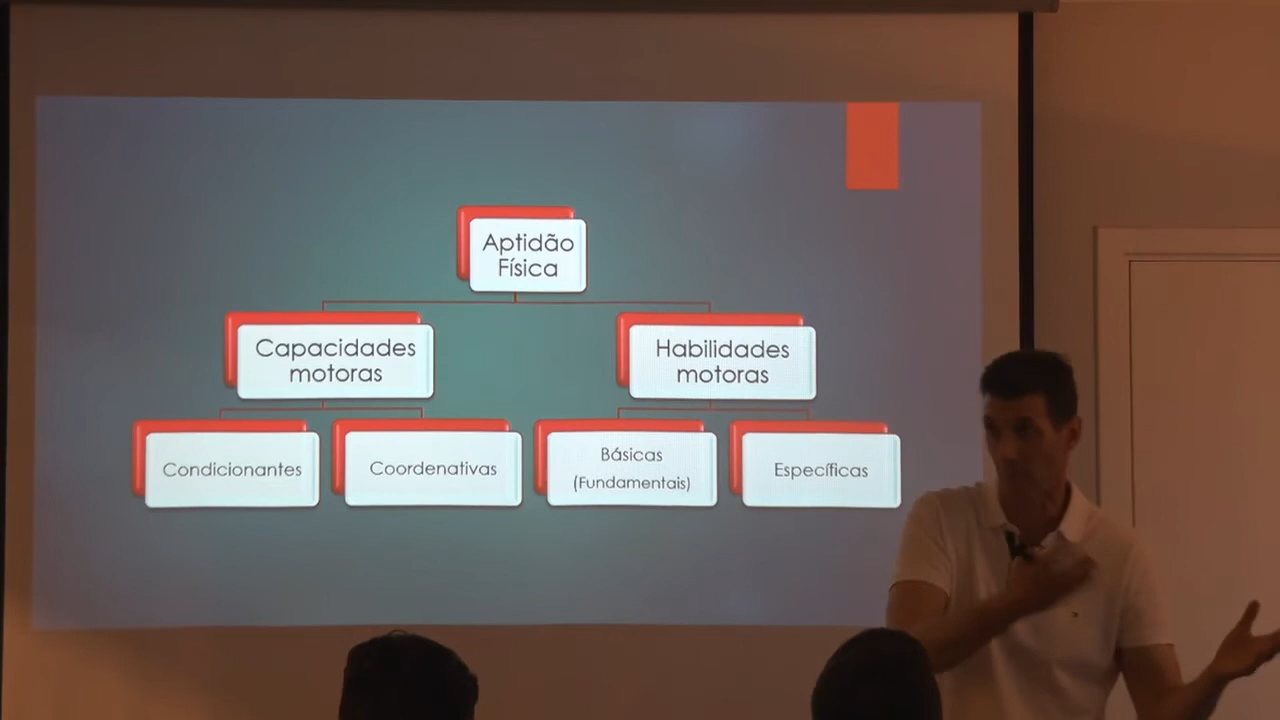 Aptidão
Física
Capacidades
motoras
Habilidades
motoras
Condicionantes
Coordenativas
Básicas
(Fundamentais)
Específicas